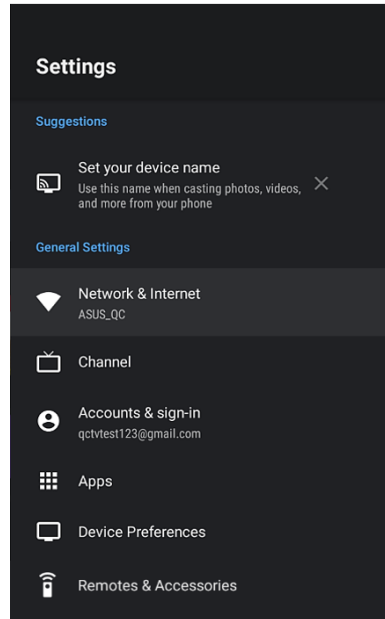 Settings
Suggestions
Set your device name
Use this name when casting photos, videos,
and more from your phone
General Settings
Network & Internet
ASUS_QC
Channel
Accounts & sign-in
qctvtest123@gmail.com
Apps
Device Preferences
Remotes & Accessories